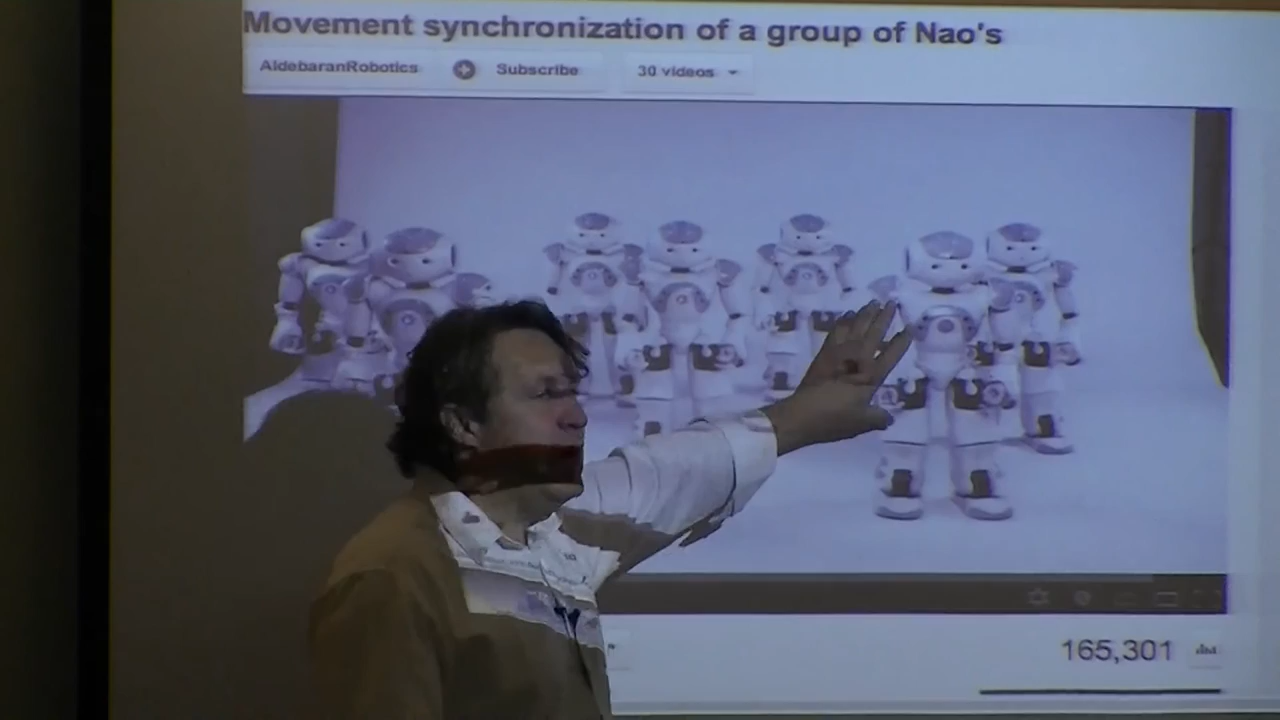 Movement synchronization of a group of Nao's
AldebaranRobotics Subscribe 30 videos
165,301